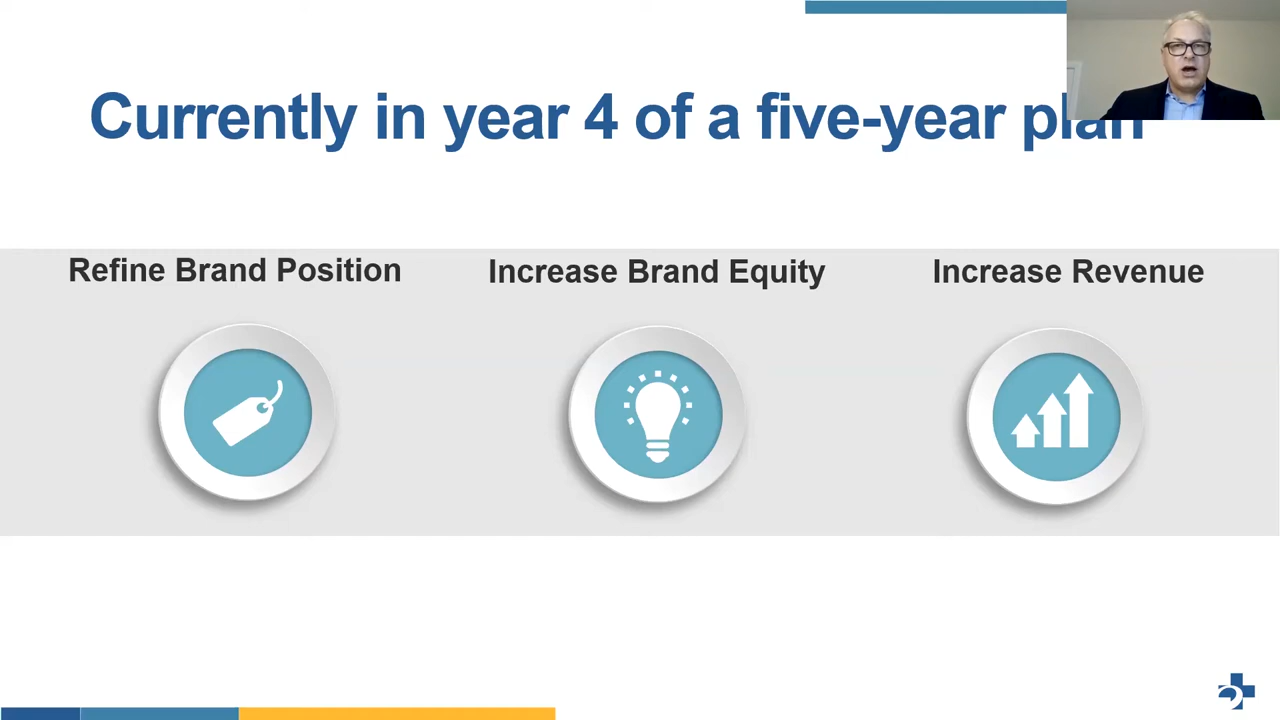 Currently in year 4 of a five-year plan
Refine Brand Position
Increase Brand Equity
Increase Revenue